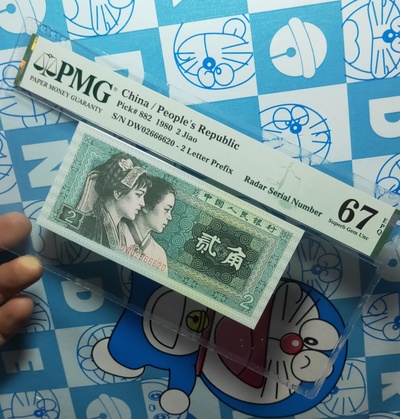 PMG
PAPER MONEY GUARANTY
China / People's Republic
Pick# 882 1980 2 Jiao
S/N DW02666620 - 2 Letter Prefix
Radar Serial Number
67 EPQ
Superb Gem Unc
中国人民银行
贰角
2
DW02666620
2